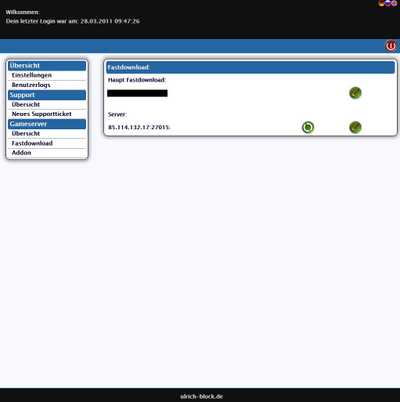 Wilkommen:
Dein letzter Login war am: 28.03.2011 09:47:26
Übersicht
Einstellungen
Benutzerlogs
Support
Übersicht
Neues Supportticket
Gameserver
Übersicht
Fastdownload
Addon
Fastdownload:
Haupt Fastdownload:
Server:
85.114.132.17:27015:
ulrich-block.de